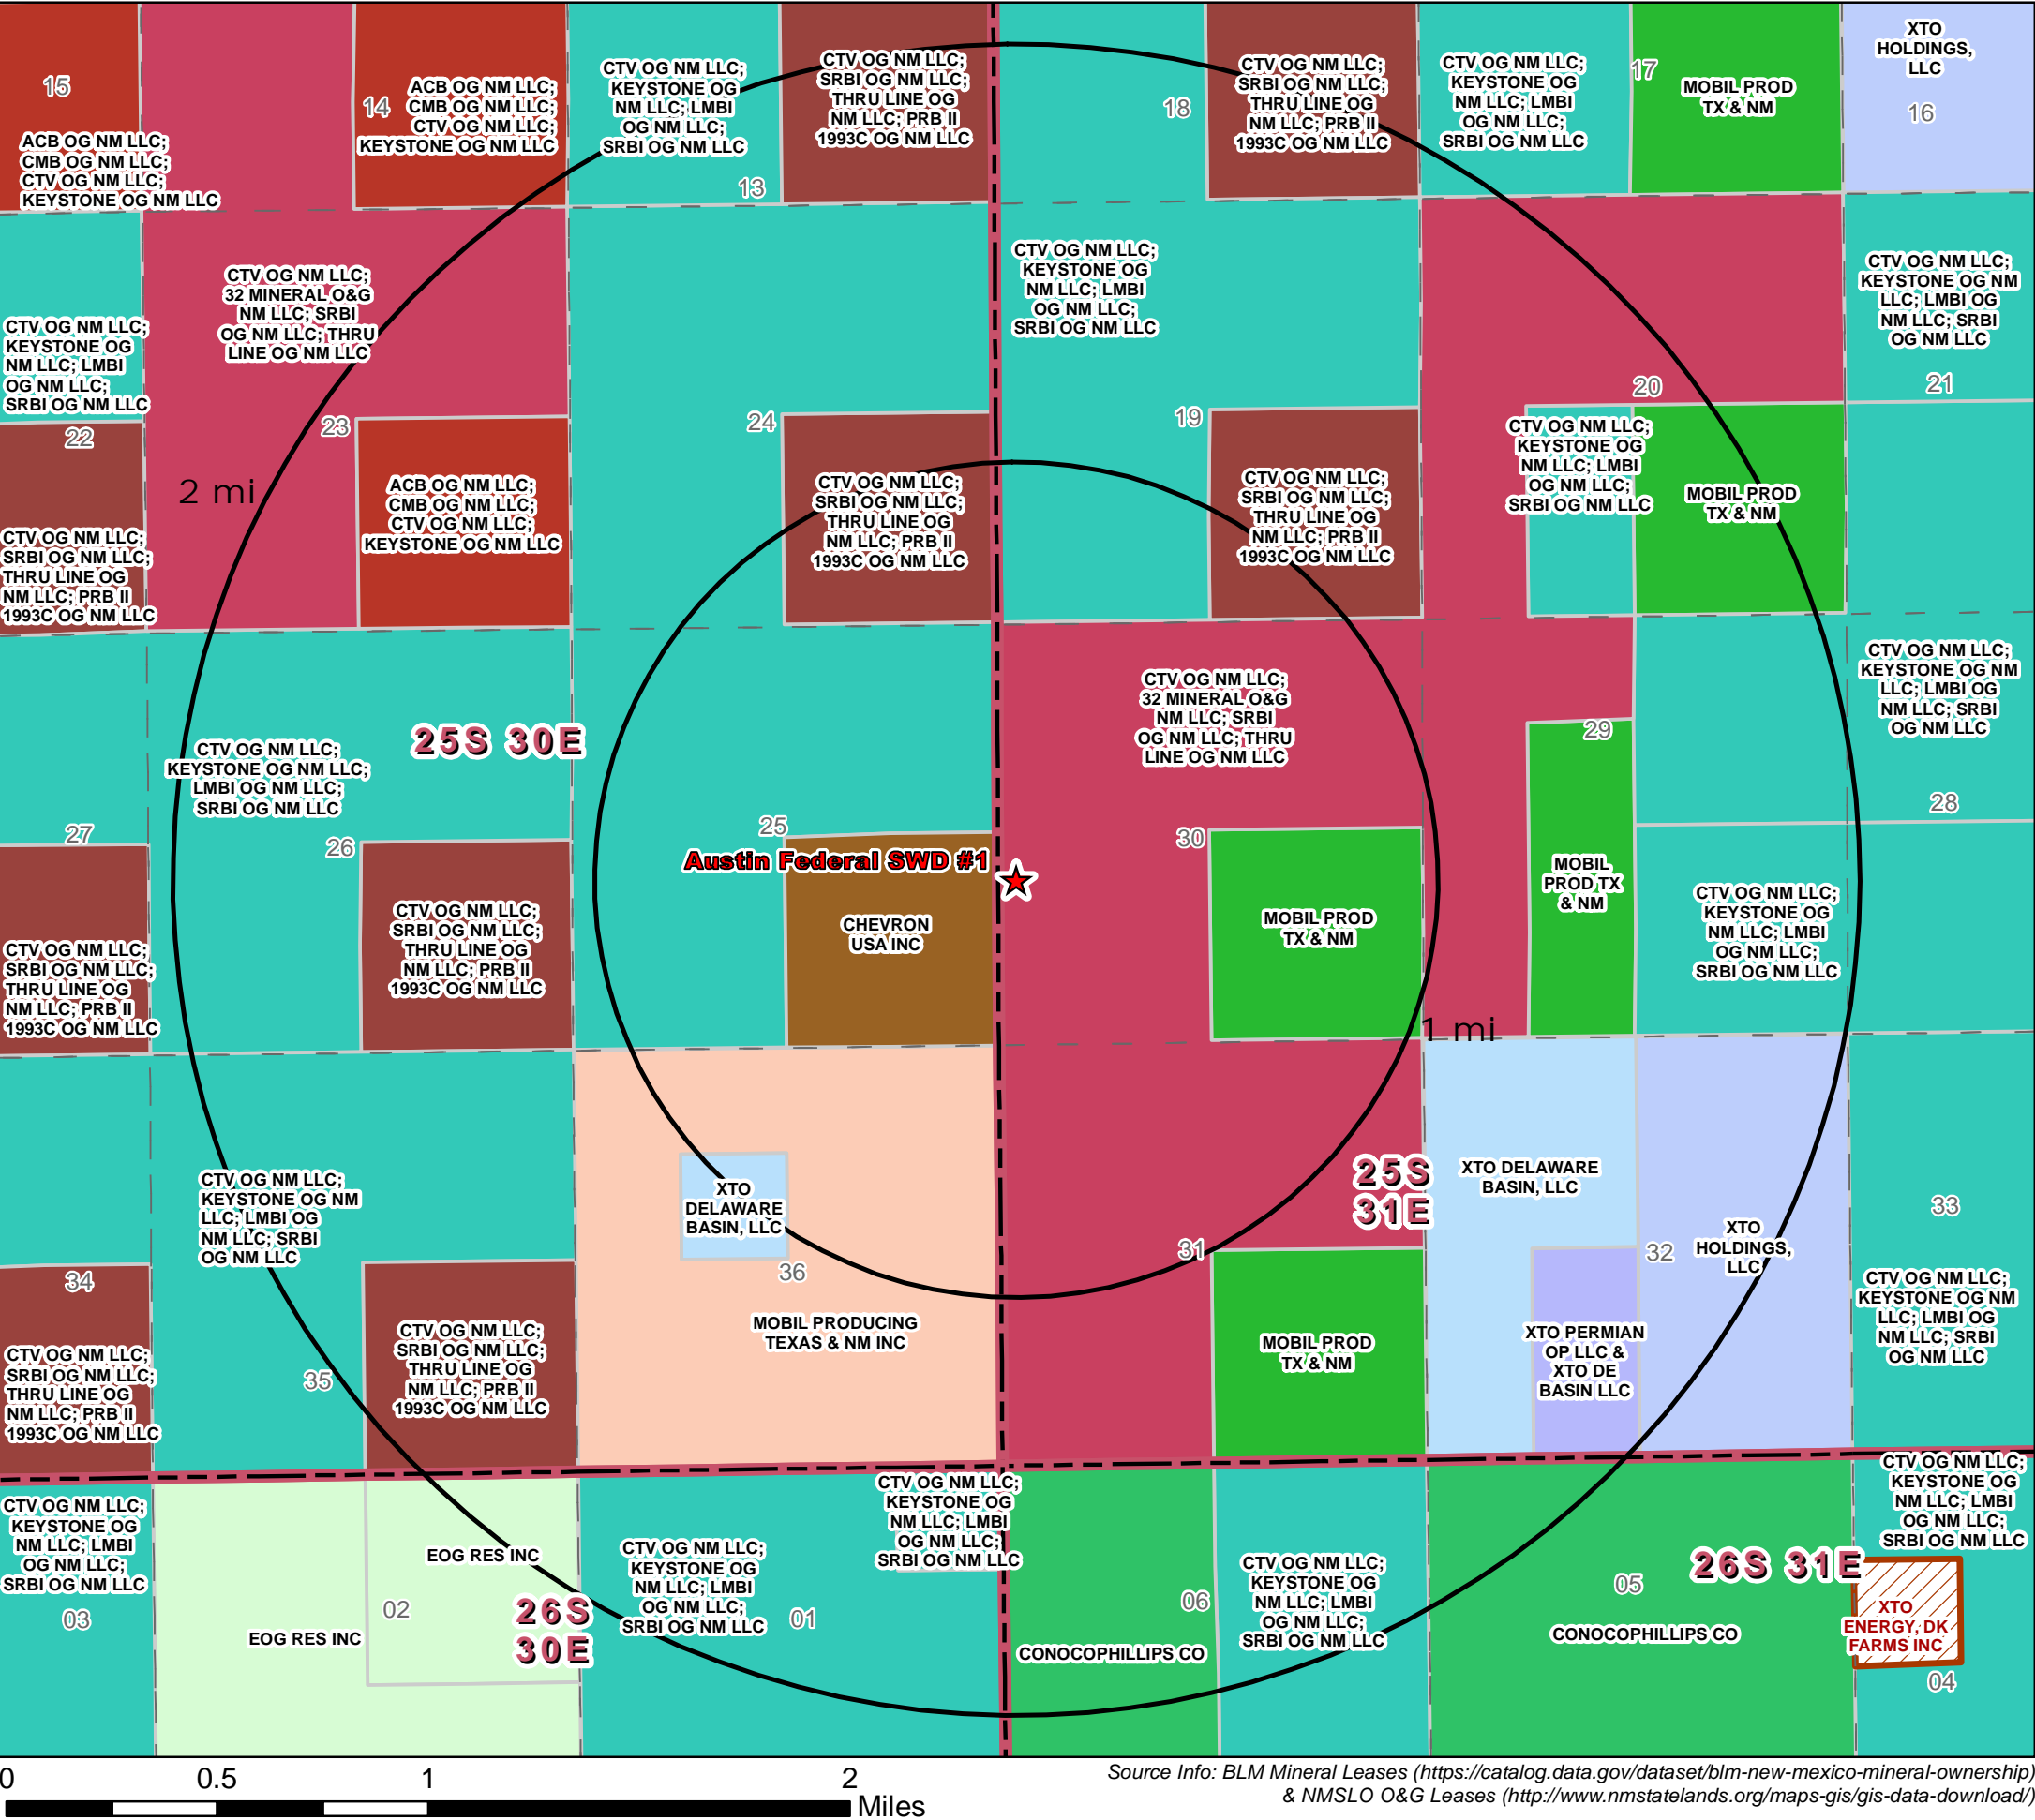 15
ACB OG NM LLC;
CMB OG NM LLC;
CTV OG NM LLC;
KEYSTONE OG NM LLC
14
ACB OG NM LLC;
CMB OG NM LLC;
CTV OG NM LLC;
KEYSTONE OG NM LLC
CTV OG NM LLC;
KEYSTONE OG
NM LLC; LMBI
OG NM LLC;
SRBI OG NM LLC
13
CTV OG NM LLC;
SRBI OG NM LLC;
THRU LINE OG
NM LLC; PRB II
1993C OG NM LLC
18
CTV OG NM LLC;
SRBI OG NM LLC;
THRU LINE OG
NM LLC; PRB II
1993C OG NM LLC
CTV OG NM LLC;
KEYSTONE OG
NM LLC; LMBI
OG NM LLC;
SRBI OG NM LLC
17
MOBIL PROD
TX & NM
XTO
HOLDINGS,
LLC
16
CTV OG NM LLC;
KEYSTONE OG
NM LLC; LMBI
OG NM LLC;
SRBI OG NM LLC
22
CTV OG NM LLC;
32 MINERAL O&G
NM LLC; SRBI
OG NM LLC; THRU
LINE OG NM LLC
23
2 mi
24
CTV OG NM LLC;
KEYSTONE OG
NM LLC; LMBI
OG NM LLC;
SRBI OG NM LLC
19
20
CTV OG NM LLC;
KEYSTONE OG NM
LLC; LMBI OG
NM LLC; SRBI
OG NM LLC
21
CTV OG NM LLC;
SRBI OG NM LLC;
THRU LINE OG
NM LLC; PRB II
1993C OG NM LLC
ACB OG NM LLC;
CMB OG NM LLC;
CTV OG NM LLC;
KEYSTONE OG NM LLC
CTV OG NM LLC;
SRBI OG NM LLC;
THRU LINE OG
NM LLC; PRB II
1993C OG NM LLC
CTV OG NM LLC;
SRBI OG NM LLC;
THRU LINE OG
NM LLC; PRB II
1993C OG NM LLC
CTV OG NM LLC;
KEYSTONE OG
NM LLC; LMBI
OG NM LLC;
SRBI OG NM LLC
MOBIL PROD
TX & NM
25S 30E
CTV OG NM LLC;
KEYSTONE OG NM LLC;
LMBI OG NM LLC;
SRBI OG NM LLC
27
26
25
CTV OG NM LLC;
32 MINERAL O&G
NM LLC; SRBI
OG NM LLC; THRU
LINE OG NM LLC
30
29
CTV OG NM LLC;
KEYSTONE OG NM
LLC; LMBI OG
NM LLC; SRBI
OG NM LLC
28
Austin Federal SWD #1
CTV OG NM LLC;
SRBI OG NM LLC;
THRU LINE OG
NM LLC; PRB II
1993C OG NM LLC
CTV OG NM LLC;
SRBI OG NM LLC;
THRU LINE OG
NM LLC; PRB II
1993C OG NM LLC
CHEVRON
USA INC
MOBIL PROD
TX & NM
MOBIL
PROD TX
& NM
CTV OG NM LLC;
KEYSTONE OG
NM LLC; LMBI
OG NM LLC;
SRBI OG NM LLC
1 mi
CTV OG NM LLC;
KEYSTONE OG NM
LLC; LMBI OG
NM LLC; SRBI
OG NM LLC
34
35
XTO
DELAWARE
BASIN, LLC
36
MOBIL PRODUCING
TEXAS & NM INC
25S
31E
31
XTO DELAWARE
BASIN, LLC
32
XTO
HOLDINGS,
LLC
33
CTV OG NM LLC;
SRBI OG NM LLC;
THRU LINE OG
NM LLC; PRB II
1993C OG NM LLC
CTV OG NM LLC;
SRBI OG NM LLC;
THRU LINE OG
NM LLC; PRB II
1993C OG NM LLC
MOBIL PROD
TX & NM
XTO PERMIAN
OP LLC &
XTO DE
BASIN LLC
CTV OG NM LLC;
KEYSTONE OG NM
LLC; LMBI OG
NM LLC; SRBI
OG NM LLC
CTV OG NM LLC;
KEYSTONE OG
NM LLC; LMBI
OG NM LLC;
SRBI OG NM LLC
03
EOG RES INC
02
EOG RES INC
26S
30E
CTV OG NM LLC;
KEYSTONE OG
NM LLC; LMBI
OG NM LLC;
SRBI OG NM LLC
01
CTV OG NM LLC;
KEYSTONE OG
NM LLC; LMBI
OG NM LLC;
SRBI OG NM LLC
CONOCOPHILLIPS CO
06
CTV OG NM LLC;
KEYSTONE OG
NM LLC; LMBI
OG NM LLC;
SRBI OG NM LLC
05
CONOCOPHILLIPS CO
26S 31E
CTV OG NM LLC;
KEYSTONE OG
NM LLC; LMBI
OG NM LLC;
SRBI OG NM LLC
XTO
ENERGY, DK
FARMS INC
04
0 0.5 1 2
Miles
Source Info: BLM Mineral Leases (https://catalog.data.gov/dataset/blm-new-mexico-mineral-ownership)
& NMSLO O&G Leases (http://www.nmstatelands.org/maps-gis/gis-data-download/)